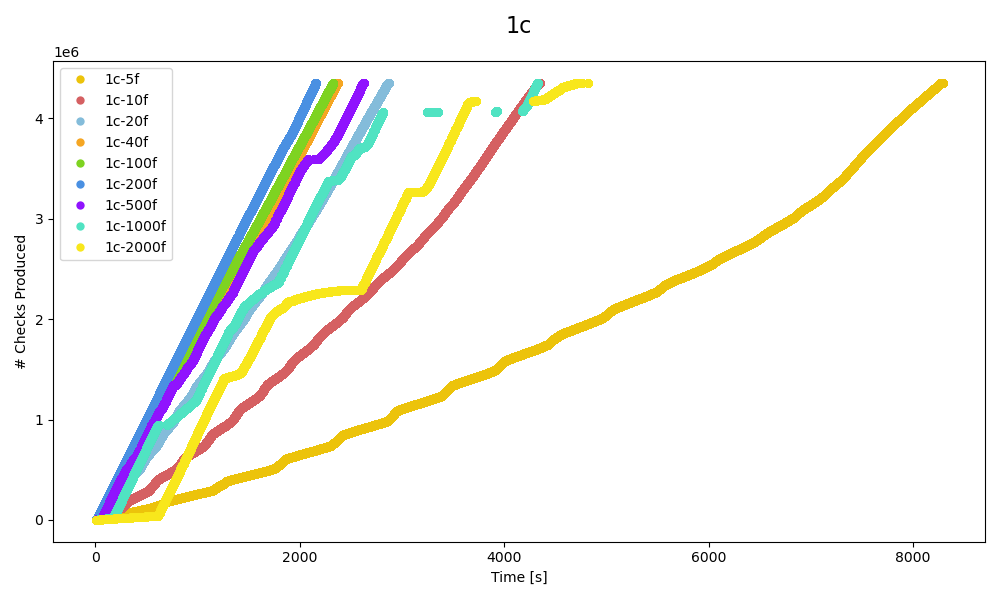 1c
1e6
1c-5f
1c-10f
1c-20f
1c-40f
1c-100f
1c-200f
1c-500f
1c-1000f
1c-2000f
# Checks Produced
4
3
2
1
0
0 2000 4000 6000 8000
Time [s]